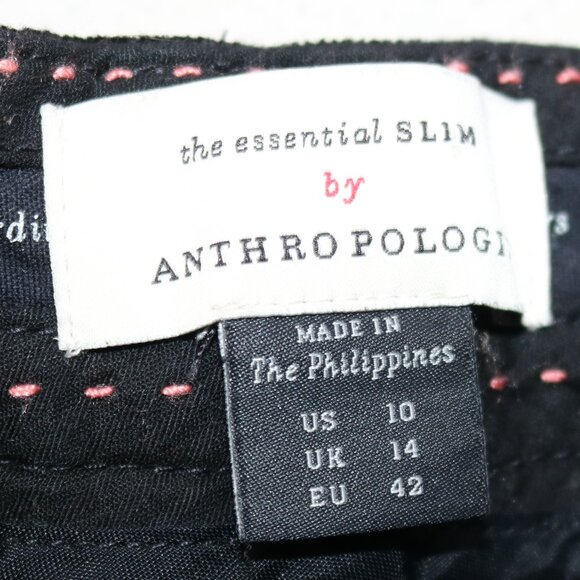 the essential SLIM
by
ANTHROPOLOGI
MADE IN
The Philippines
US 10
UK 14
EU 42